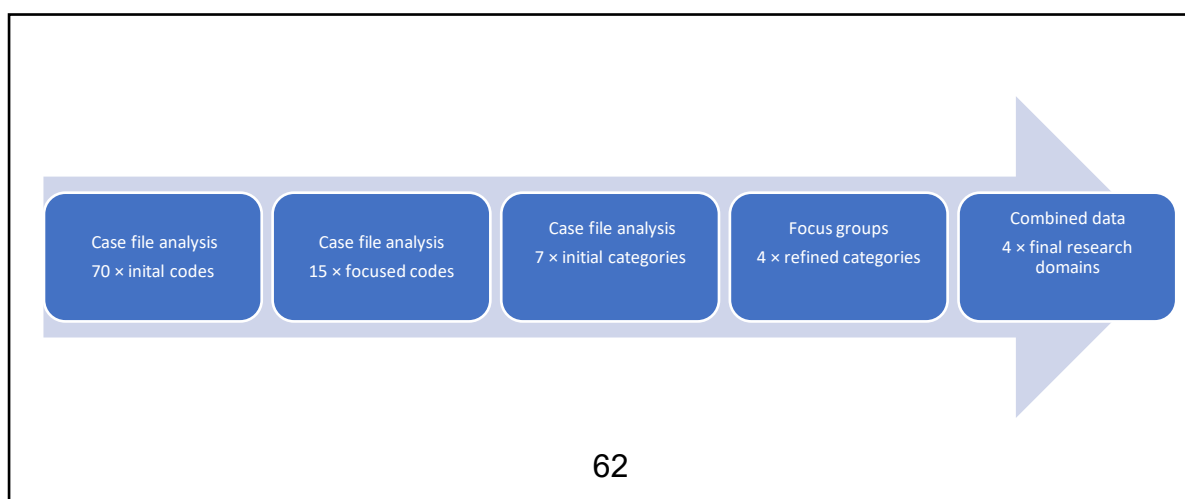 Case file analysis
70 × inital codes
Case file analysis
15 × focused codes
Case file analysis
7 × initial categories
Focus groups
4 × refined categories
Combined data
4 × final research
domains
62